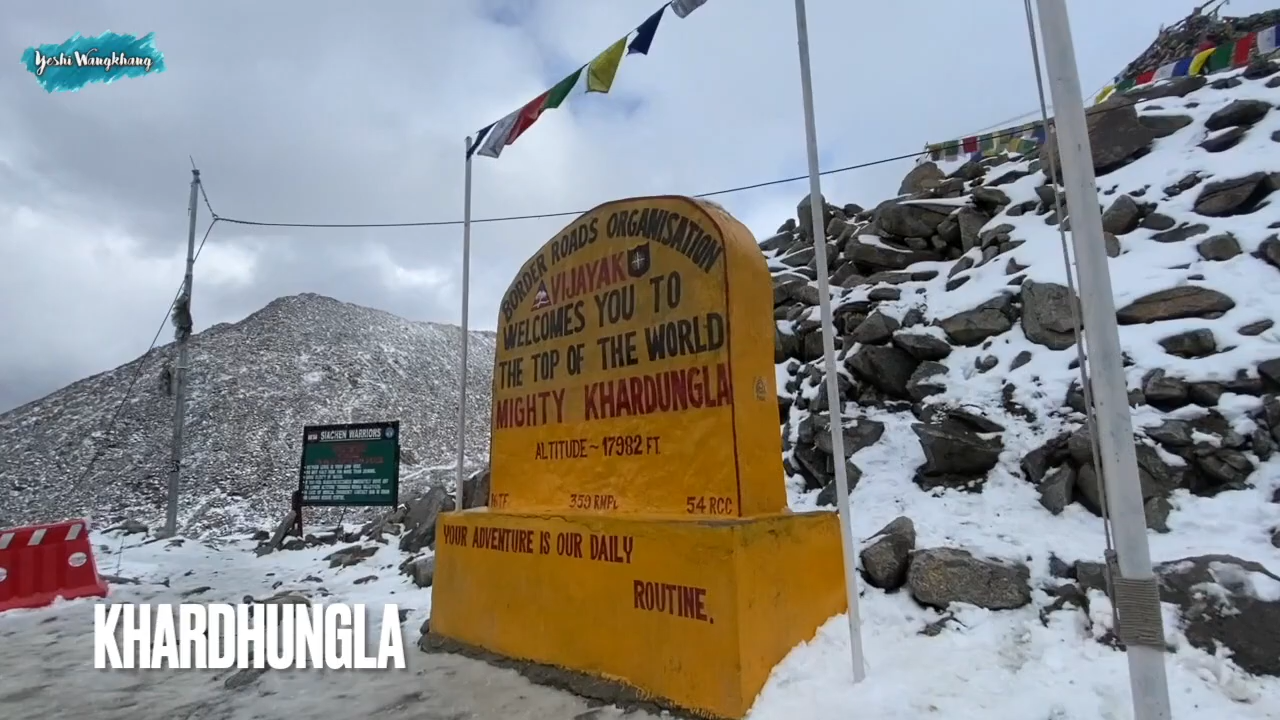 Yeshi Wangkhang
BORDER ROADS ORGANISATION
VIJAYAK
WELCOMES YOU TO
THE TOP OF THE WORLD
MIGHTY KHARDUNGLA
ALTITUDE ~ 17982 FT.
359 RMPL
54 RCC
YOUR ADVENTURE IS OUR DAILY
ROUTINE.
SIACHEN WARRIORS
KHARDHUNGLA